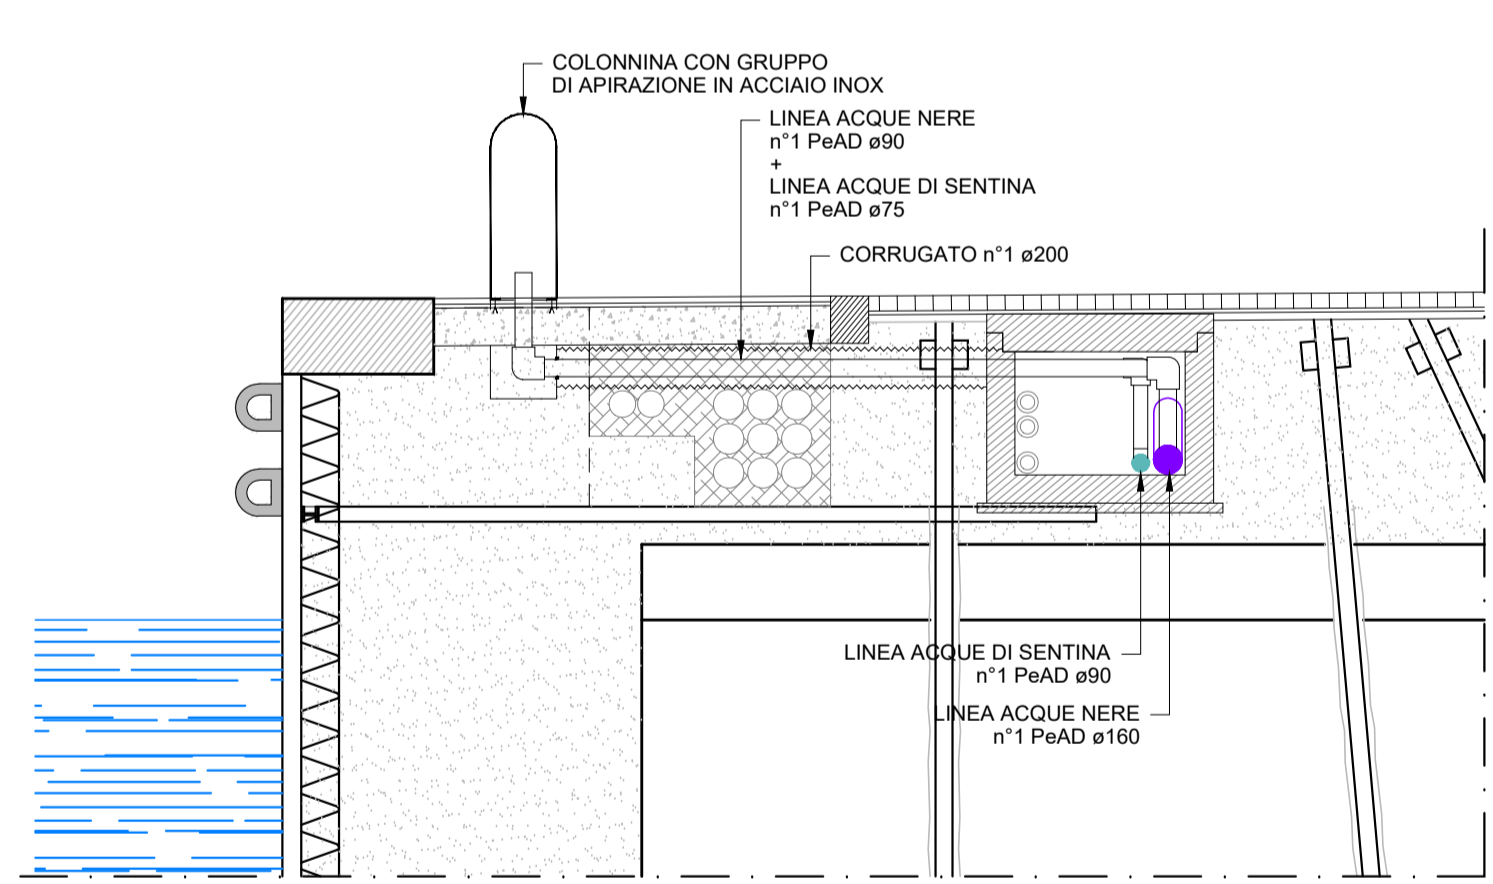 COLONNINA CON GRUPPO
DI APIRAZIONE IN ACCIAIO INOX
LINEA ACQUE NERE
n°1 PeAD ø90
+
LINEA ACQUE DI SENTINA
n°1 PeAD ø75
CORRUGATO n°1 ø200
LINEA ACQUE DI SENTINA
n°1 PeAD ø90
LINEA ACQUE NERE
n°1 PeAD ø160